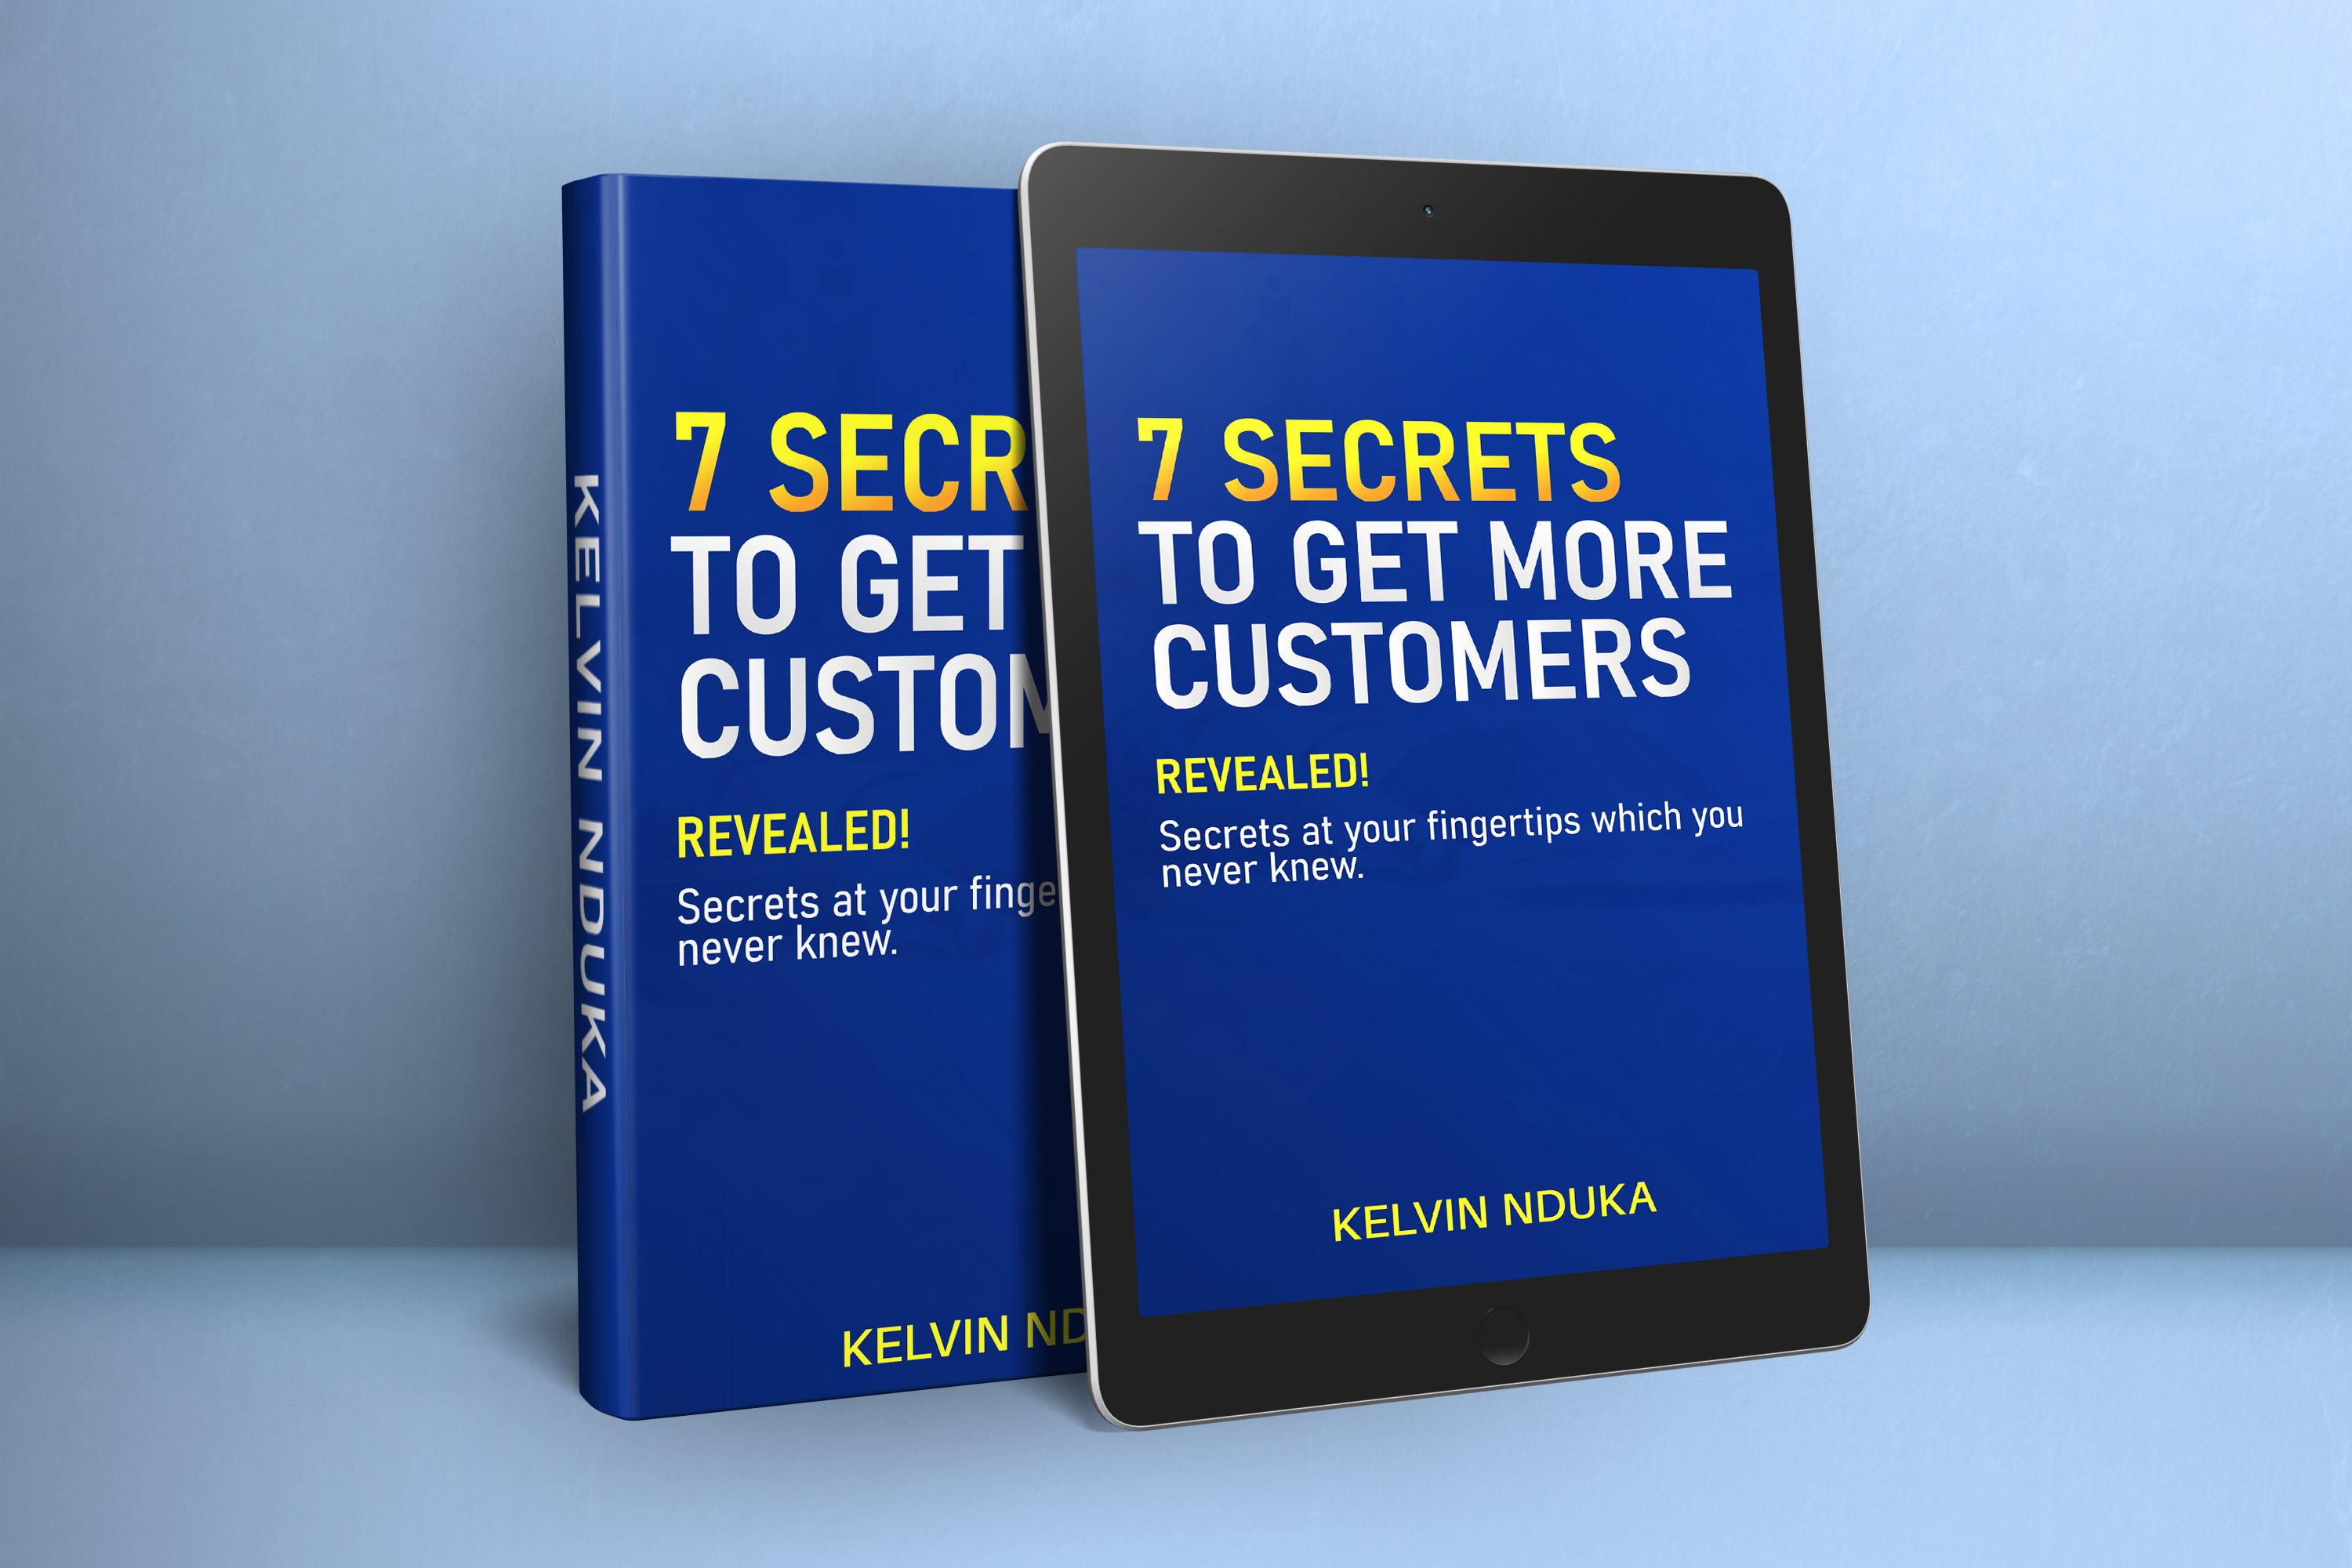 KELVIN NDUKA
7 SECR
TO GET
CUSTOM
REVEALED!
Secrets at your finge
never knew.
KELVIN ND
7 SECRETS
TO GET MORE
CUSTOMERS
REVEALED!
Secrets at your fingertips which you
never knew.
KELVIN NDUKA